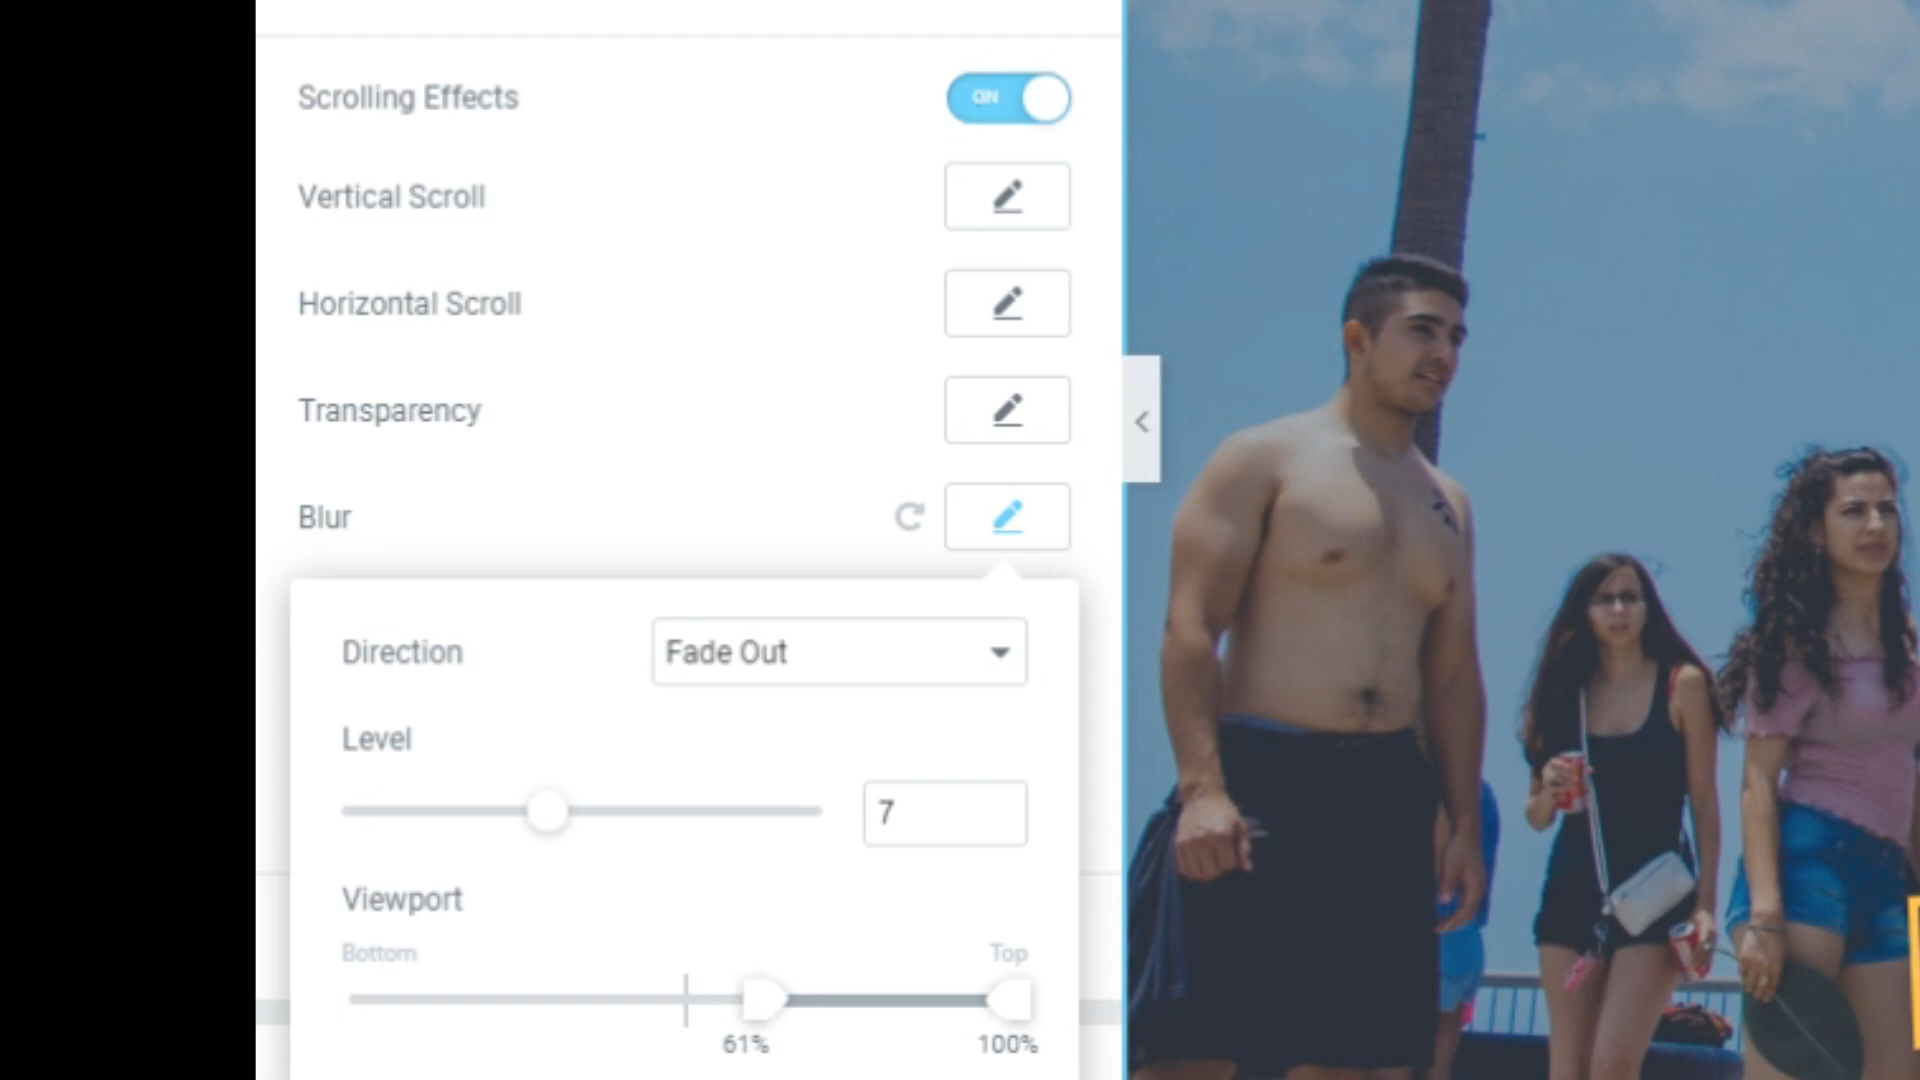 Scrolling Effects
ON
Vertical Scroll
Horizontal Scroll
Transparency
Blur
Direction
Fade Out
Level
7
Viewport
Bottom
Top
61%
100%